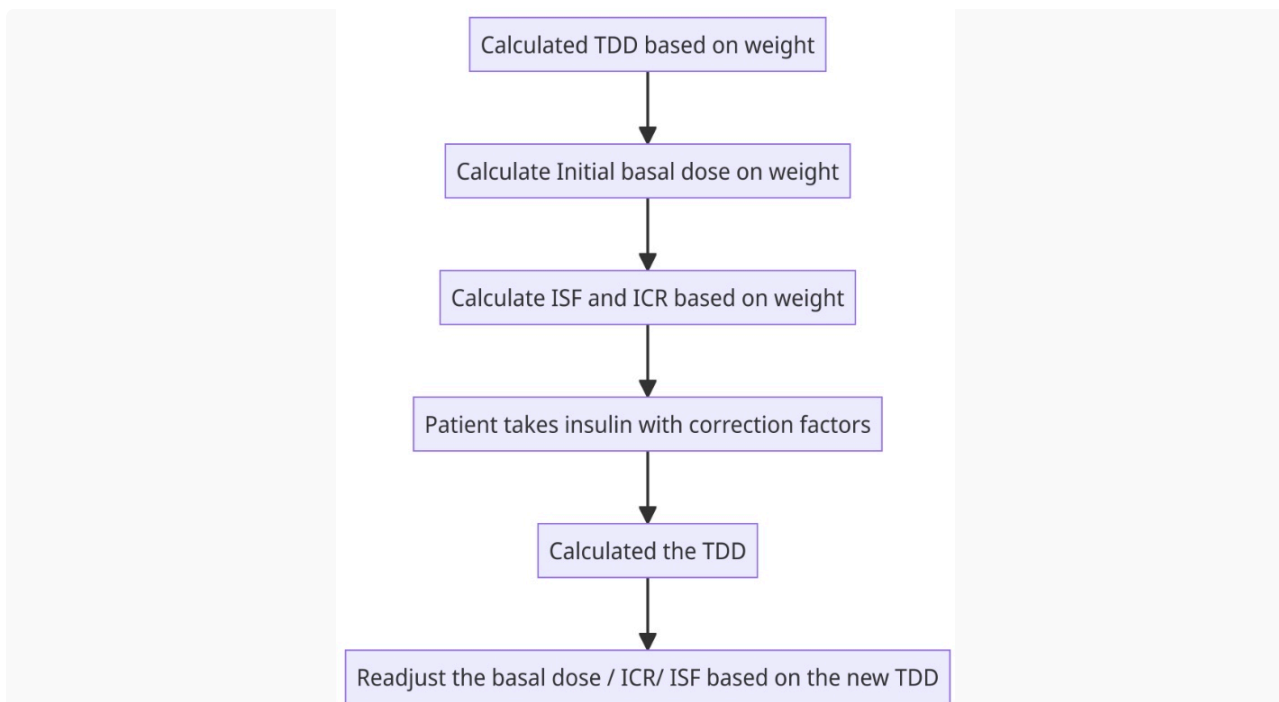 Calculated TDD based on weight
Calculate Initial basal dose on weight
Calculate ISF and ICR based on weight
Patient takes insulin with correction factors
Calculated the TDD
Readjust the basal dose / ICR/ ISF based on the new TDD